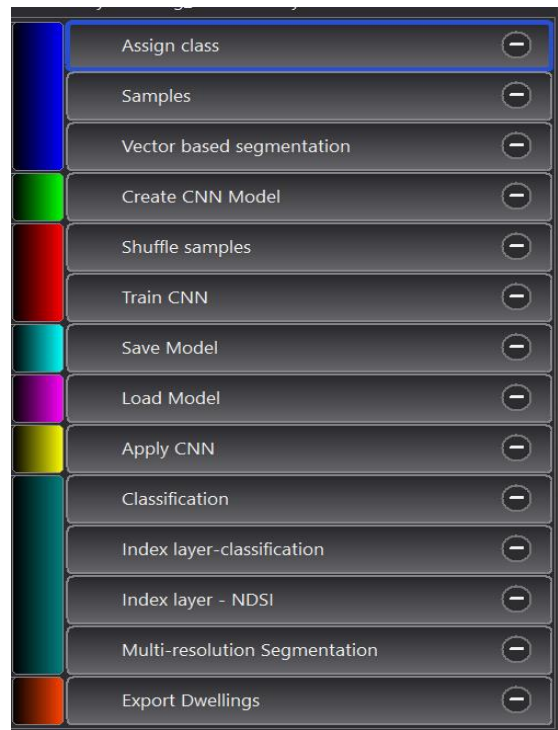 Assign class
Samples
Vector based segmentation
Create CNN Model
Shuffle samples
Train CNN
Save Model
Load Model
Apply CNN
Classification
Index layer-classification
Index layer - NDSI
Multi-resolution Segmentation
Export Dwellings